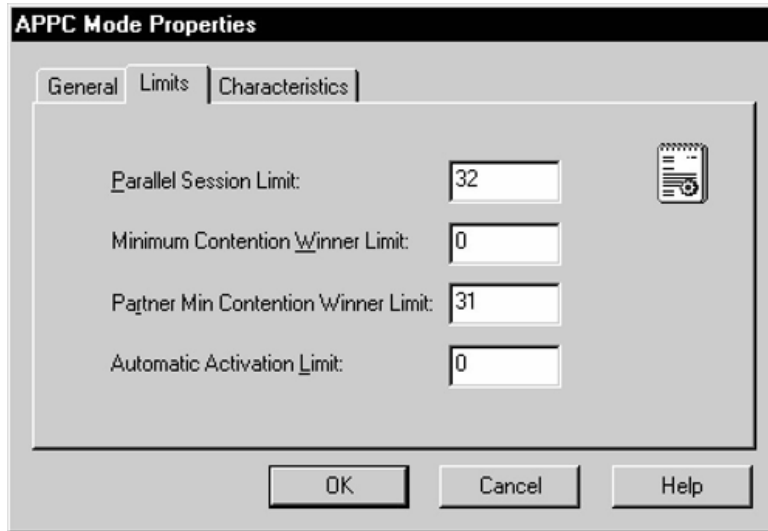 APPC Mode Properties
General Limits Characteristics
Parallel Session Limit: 32
Minimum Contention Winner Limit: 0
Partner Min Contention Winner Limit: 31
Automatic Activation Limit: 0
OK Cancel Help